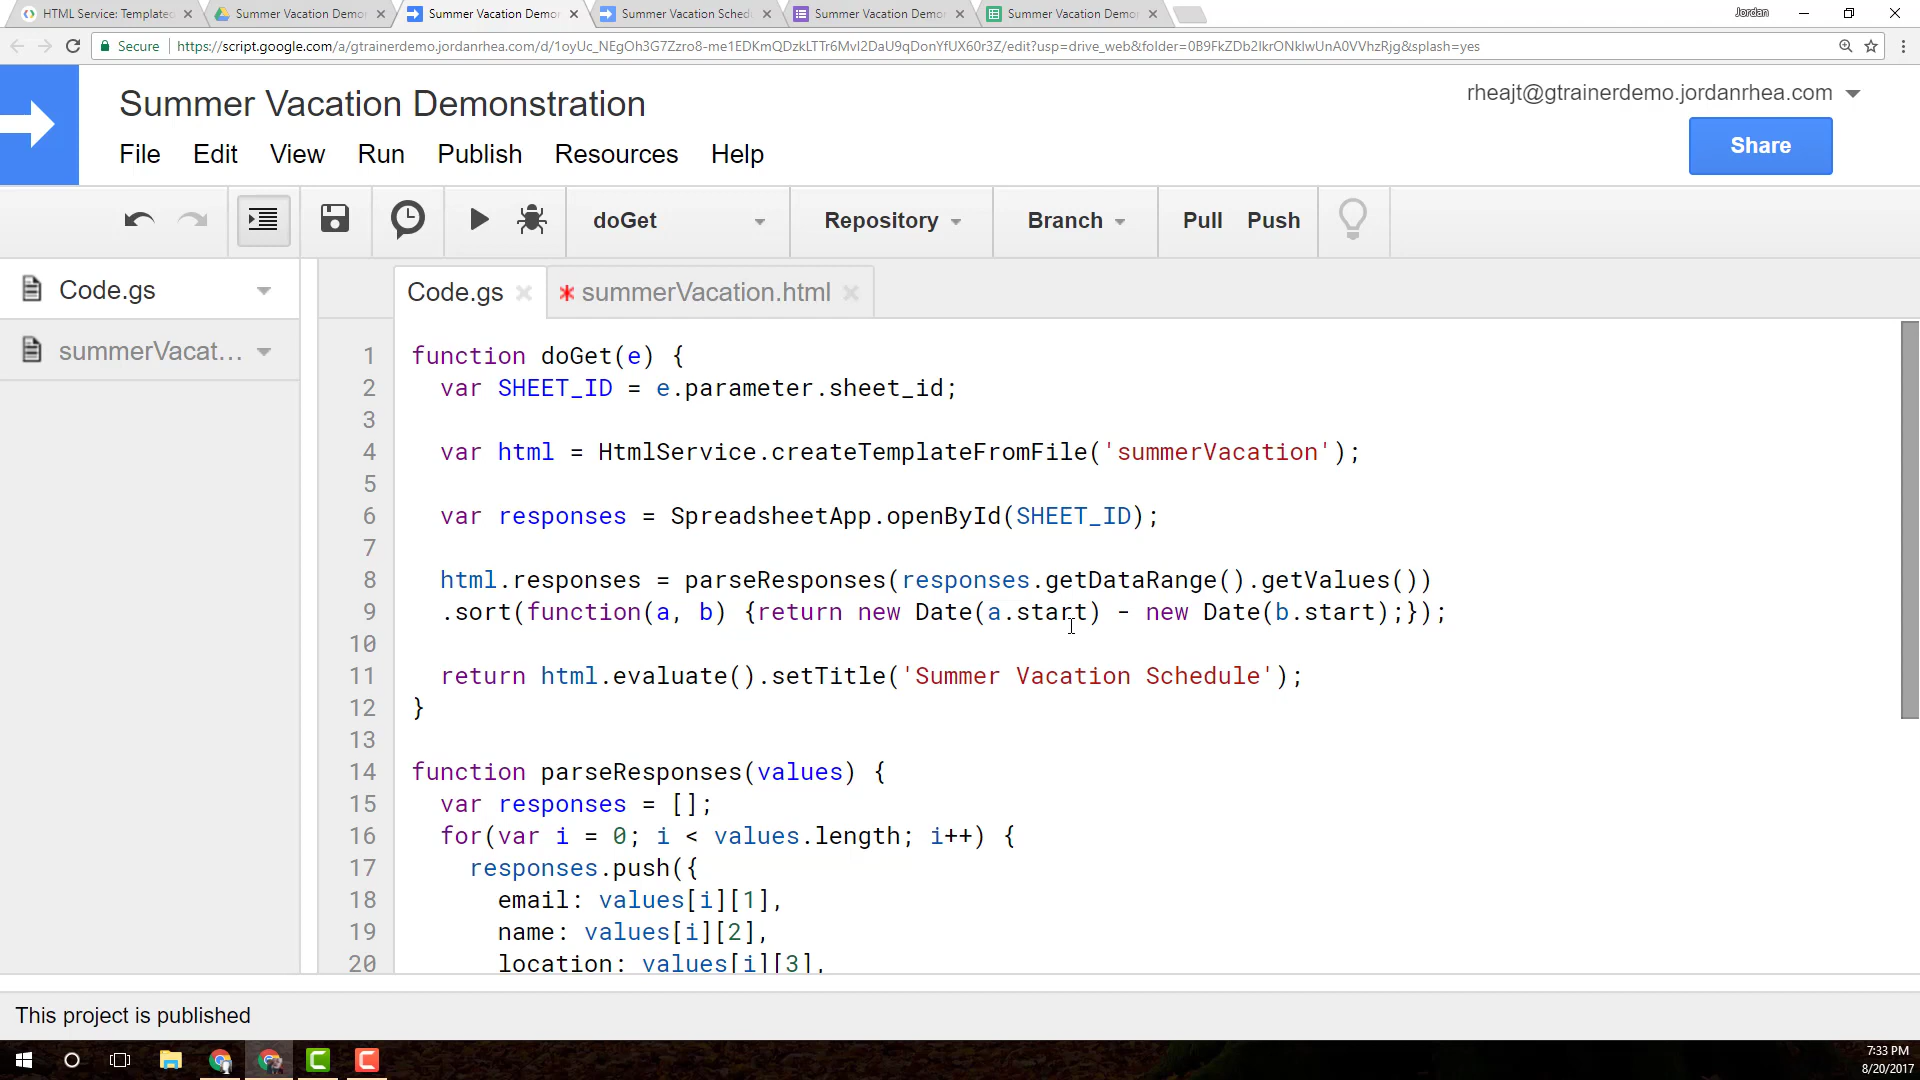 HTML Service: Template
Summer Vacation Demo
Summer Vacation Demo
Summer Vacation Sched
Summer Vacation Demo
Summer Vacation Demo
Jordan
Secure
https://script.google.com/a/gtrainerdemo.jordanrhea.com/d/1oyUc_NEgOh3G7Zzro8-me1EDKmQDzkLTTr6MvI2DaU9qDonYfUX60r3Z/edit?usp=drive_web&folder=0B9FkZDb2IkrONklwUnA0VVhzRjg&splash=yes
Summer Vacation Demonstration
rheajt@gtrainerdemo.jordanrhea.com
File Edit View Run Publish Resources Help
Share
doGet Repository Branch Pull Push
Code.gs
summerVacat...
Code.gs
* summerVacation.html
1 function doGet(e) {
2 var SHEET_ID = e.parameter.sheet_id;
3
4 var html = HtmlService.createTemplateFromFile('summerVacation');
5
6 var responses = SpreadsheetApp.openById(SHEET_ID);
7
8 html.responses = parseResponses(responses.getDataRange().getValues())
9 .sort(function(a, b) {return new Date(a.start) - new Date(b.start);});
10
11 return html.evaluate().setTitle('Summer Vacation Schedule');
12 }
13
14 function parseResponses(values) {
15 var responses = [];
16 for(var i = 0; i < values.length; i++) {
17 responses.push({
18 email: values[i][1],
19 name: values[i][2],
20 location: values[i][3],
This project is published
7:33 PM
8/20/2017